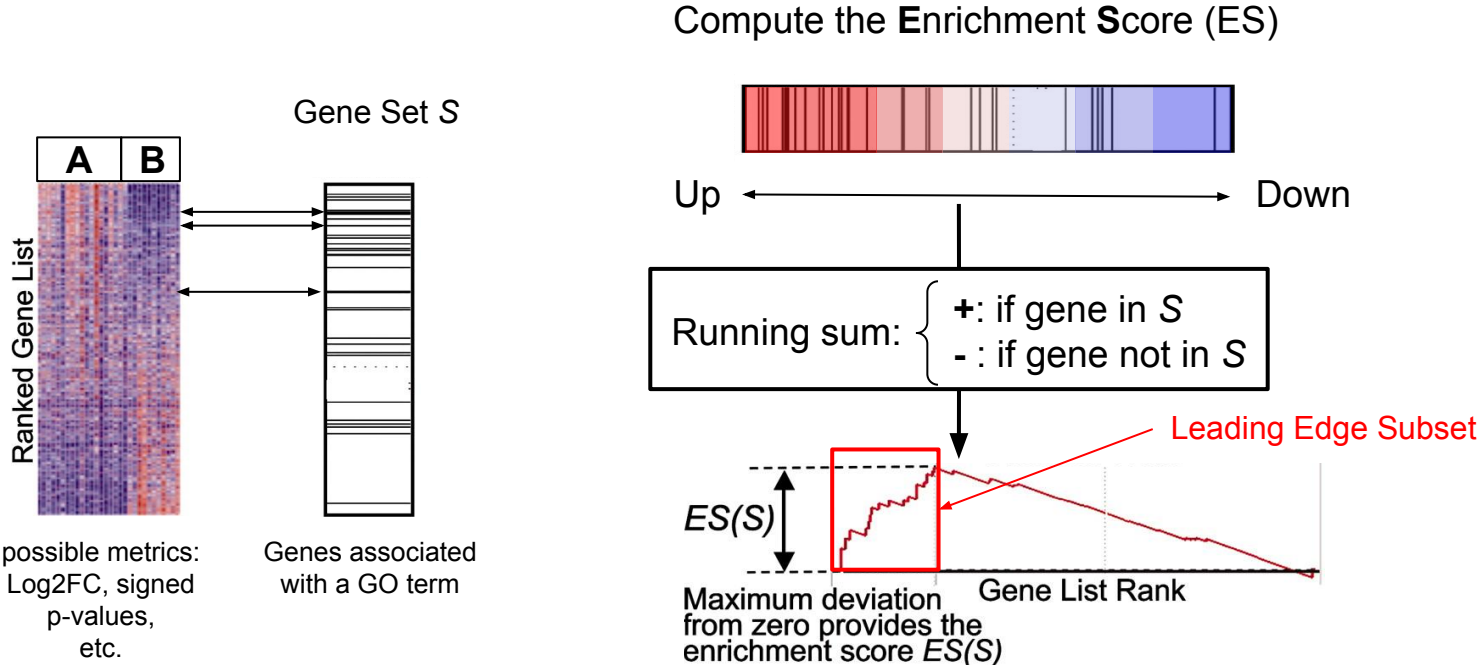 Compute the Enrichment Score (ES)
Gene Set S
A B
Ranked Gene List
possible metrics:
Log2FC, signed
p-values,
etc.
Genes associated
with a GO term
Up
Down
Running sum:
+: if gene in S
- : if gene not in S
Leading Edge Subset
ES(S)
Gene List Rank
Maximum deviation
from zero provides the
enrichment score ES(S)